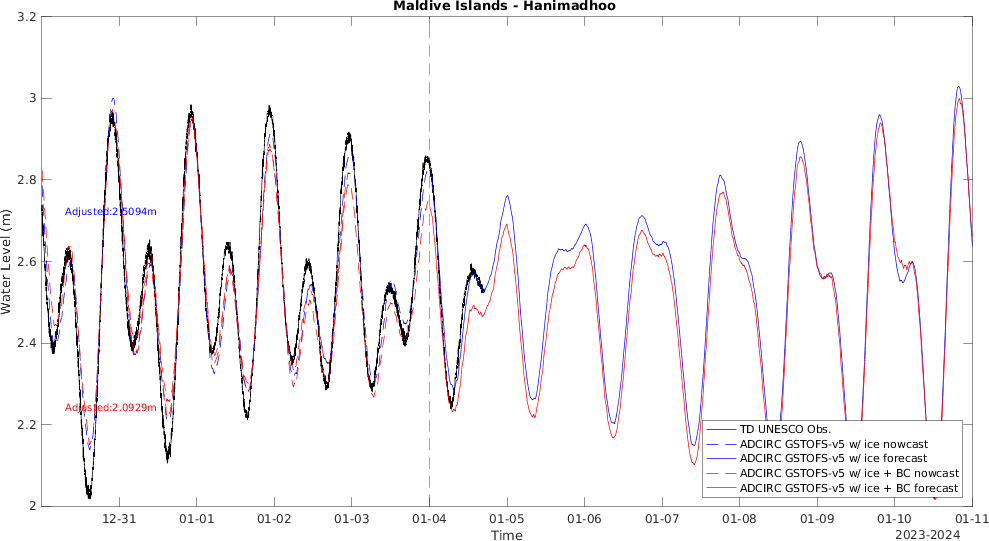 Maldive Islands - Hanimadhoo
3.2
3
2.8
2.6
2.4
2.2
2
Water Level (m)
Adjusted:2.5094m
Adjusted:2.0929m
TD UNESCO Obs.
ADCIRC GSTOFS-v5 w/ ice nowcast
ADCIRC GSTOFS-v5 w/ ice forecast
ADCIRC GSTOFS-v5 w/ ice + BC nowcast
ADCIRC GSTOFS-v5 w/ ice + BC forecast
12-31 01-01 01-02 01-03 01-04 01-05 01-06 01-07 01-08 01-09 01-10 01-11
Time
2023-2024